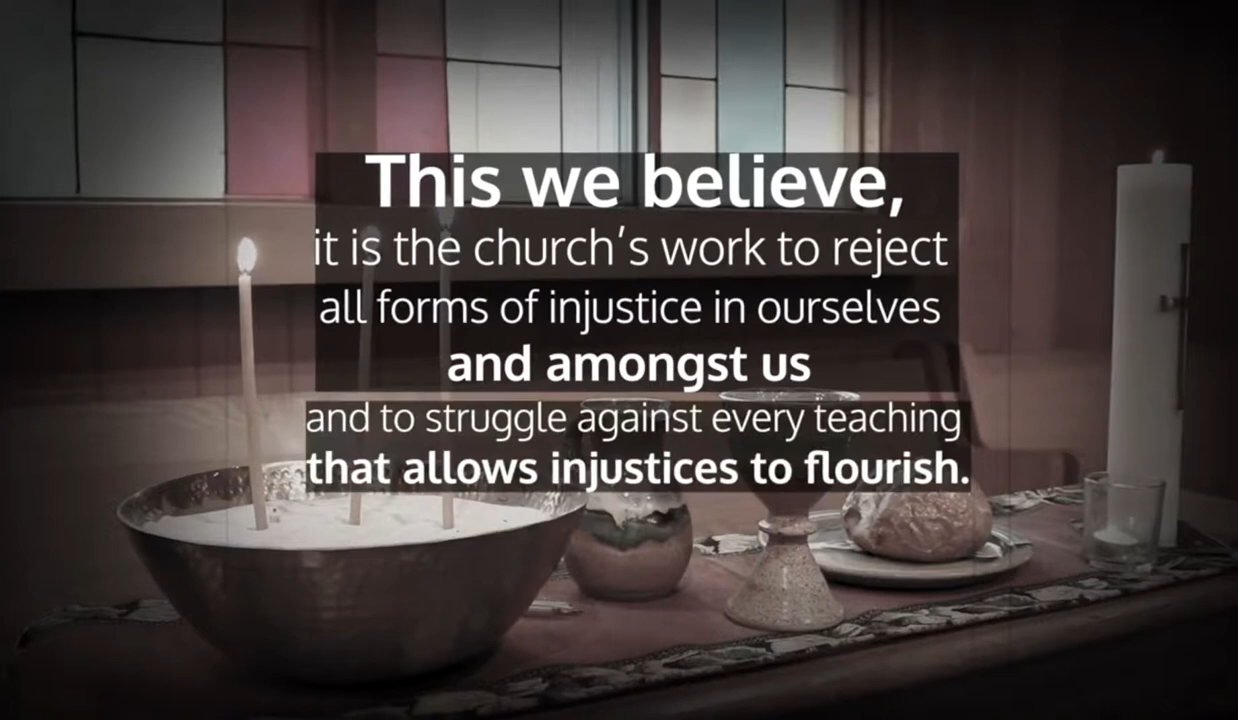 This we believe,
it is the church's work to reject
all forms of injustice in ourselves
and amongst us
and to struggle against every teaching
that allows injustices to flourish.